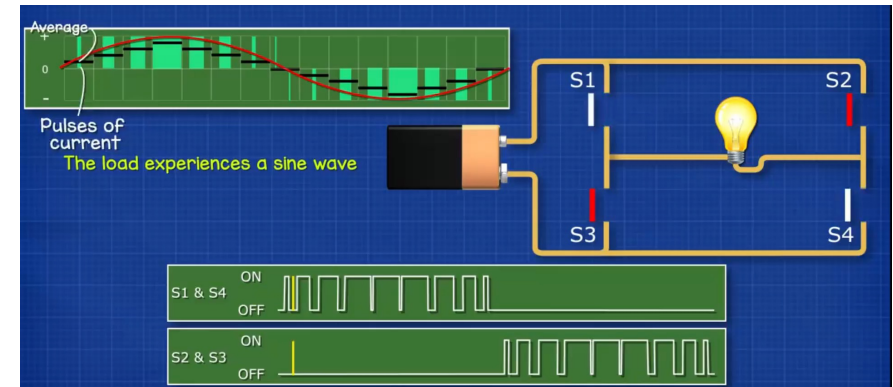 Average
+
0
-
Pulses of
current
The load experiences a sine wave
S1
S2
S3
S4
ON
S1 & S4
OFF
ON
S2 & S3
OFF